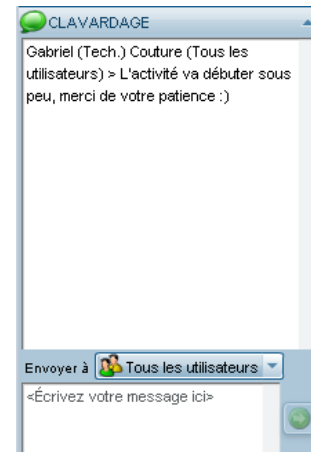 CLAVARDAGE
Gabriel (Tech.) Couture (Tous les
utilisateurs) > L'activité va débuter sous
peu, merci de votre patience :)
Envoyer à Tous les utilisateurs
<Écrivez votre message ici>